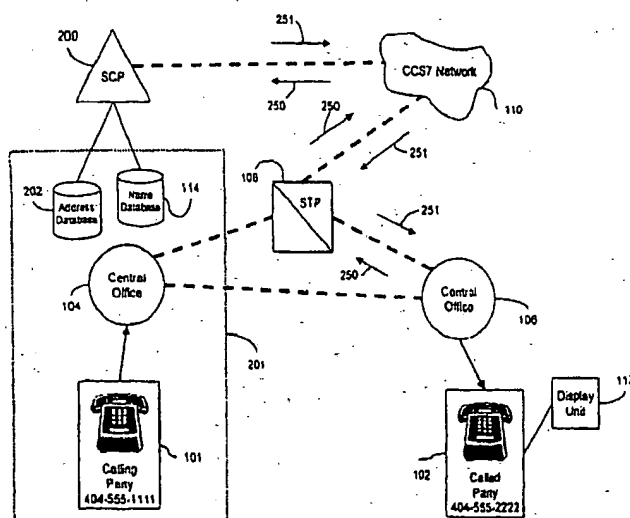 251
200
SCP
CCS7 Network
250
250
110
251
108
STP
202
Address
Database
Name
Database
114
251
250
Central
Office
104
Central
Office
106
201
Calling
Party
404-555-1111
101
Display
Unit
102
Called
Party
404-555-2222